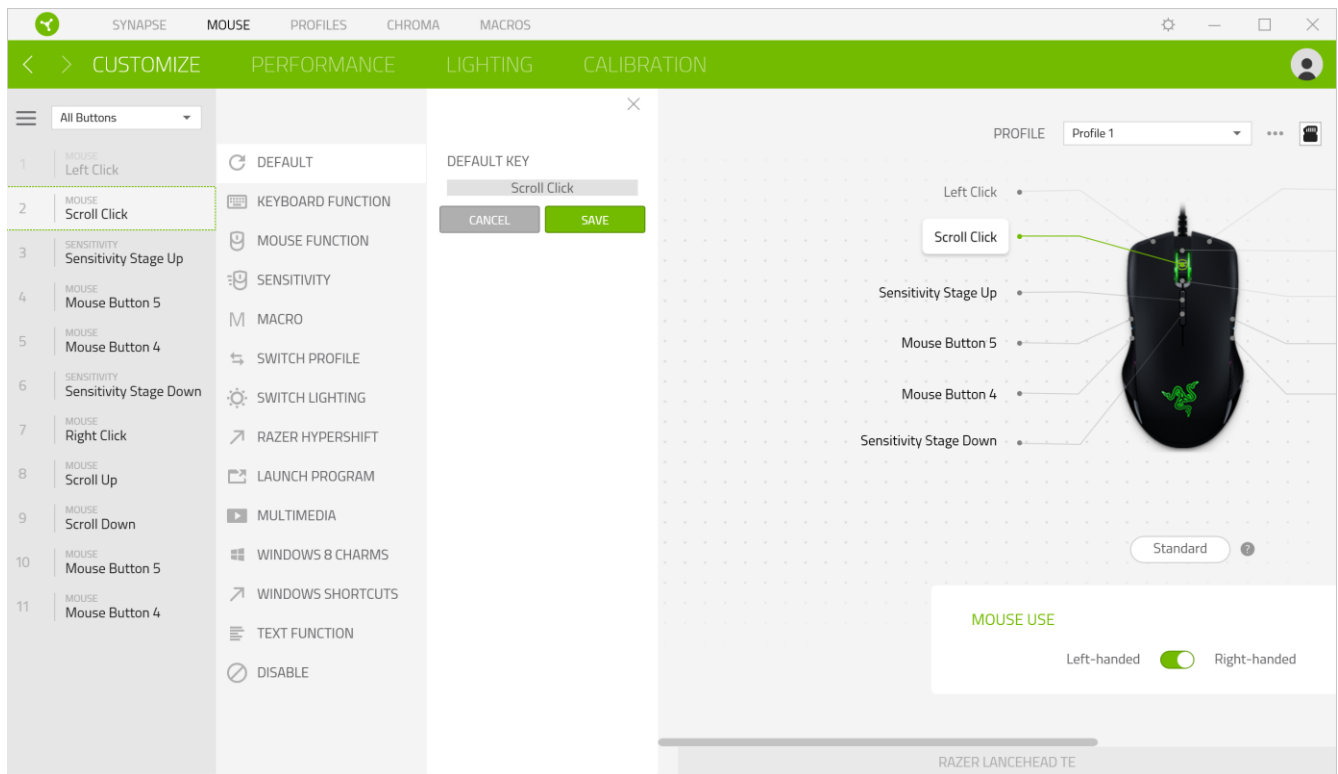 SYNAPSE MOUSE PROFILES CHROMA MACROS
CUSTOMIZE PERFORMANCE LIGHTING CALIBRATION
All Buttons
1 MOUSE
Left Click
2 MOUSE
Scroll Click
3 SENSITIVITY
Sensitivity Stage Up
4 MOUSE
Mouse Button 5
5 MOUSE
Mouse Button 4
6 SENSITIVITY
Sensitivity Stage Down
7 MOUSE
Right Click
8 MOUSE
Scroll Up
9 MOUSE
Scroll Down
10 MOUSE
Mouse Button 5
11 MOUSE
Mouse Button 4
DEFAULT
KEYBOARD FUNCTION
MOUSE FUNCTION
SENSITIVITY
M MACRO
SWITCH PROFILE
SWITCH LIGHTING
RAZER HYPERSHIFT
LAUNCH PROGRAM
MULTIMEDIA
WINDOWS 8 CHARMS
WINDOWS SHORTCUTS
TEXT FUNCTION
DISABLE
DEFAULT KEY
Scroll Click
CANCEL SAVE
PROFILE Profile 1
Left Click
Scroll Click
Sensitivity Stage Up
Mouse Button 5
Mouse Button 4
Sensitivity Stage Down
Standard ?
MOUSE USE
Left-handed Right-handed
RAZER LANCEHEAD TE